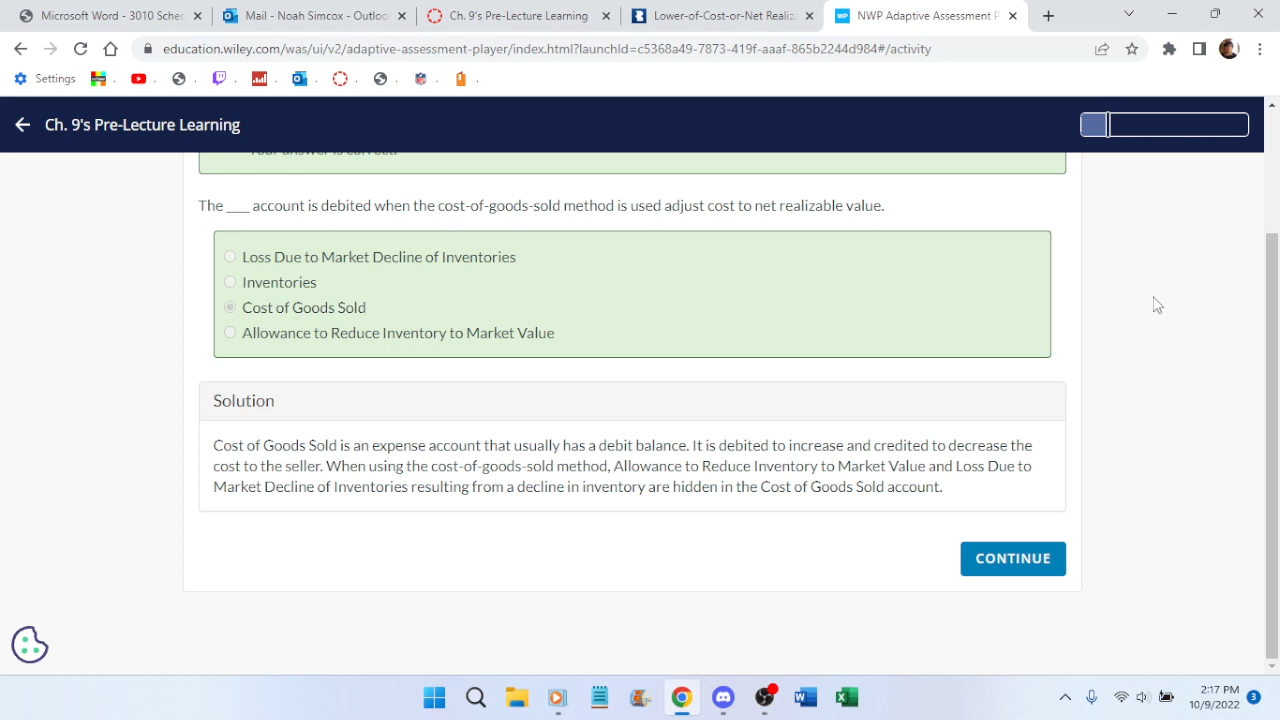 Microsoft Word - 3010 Sched
Mail - Noah Simcox - Outloo
Ch. 9's Pre-Lecture Learning
Lower-of-Cost-or-Net Realiza
WP NWP Adaptive Assessment P
education.wiley.com/was/ui/v2/adaptive-assessment-player/index.html?launchId=c5368a49-7873-419f-aaaf-865b2244d984#/activity
Settings
Ch. 9's Pre-Lecture Learning
Your answer is correct.
The ___ account is debited when the cost-of-goods-sold method is used adjust cost to net realizable value.
Loss Due to Market Decline of Inventories
Inventories
Cost of Goods Sold
Allowance to Reduce Inventory to Market Value
Solution
Cost of Goods Sold is an expense account that usually has a debit balance. It is debited to increase and credited to decrease the
cost to the seller. When using the cost-of-goods-sold method, Allowance to Reduce Inventory to Market Value and Loss Due to
Market Decline of Inventories resulting from a decline in inventory are hidden in the Cost of Goods Sold account.
CONTINUE
2:17 PM
10/9/2022
3